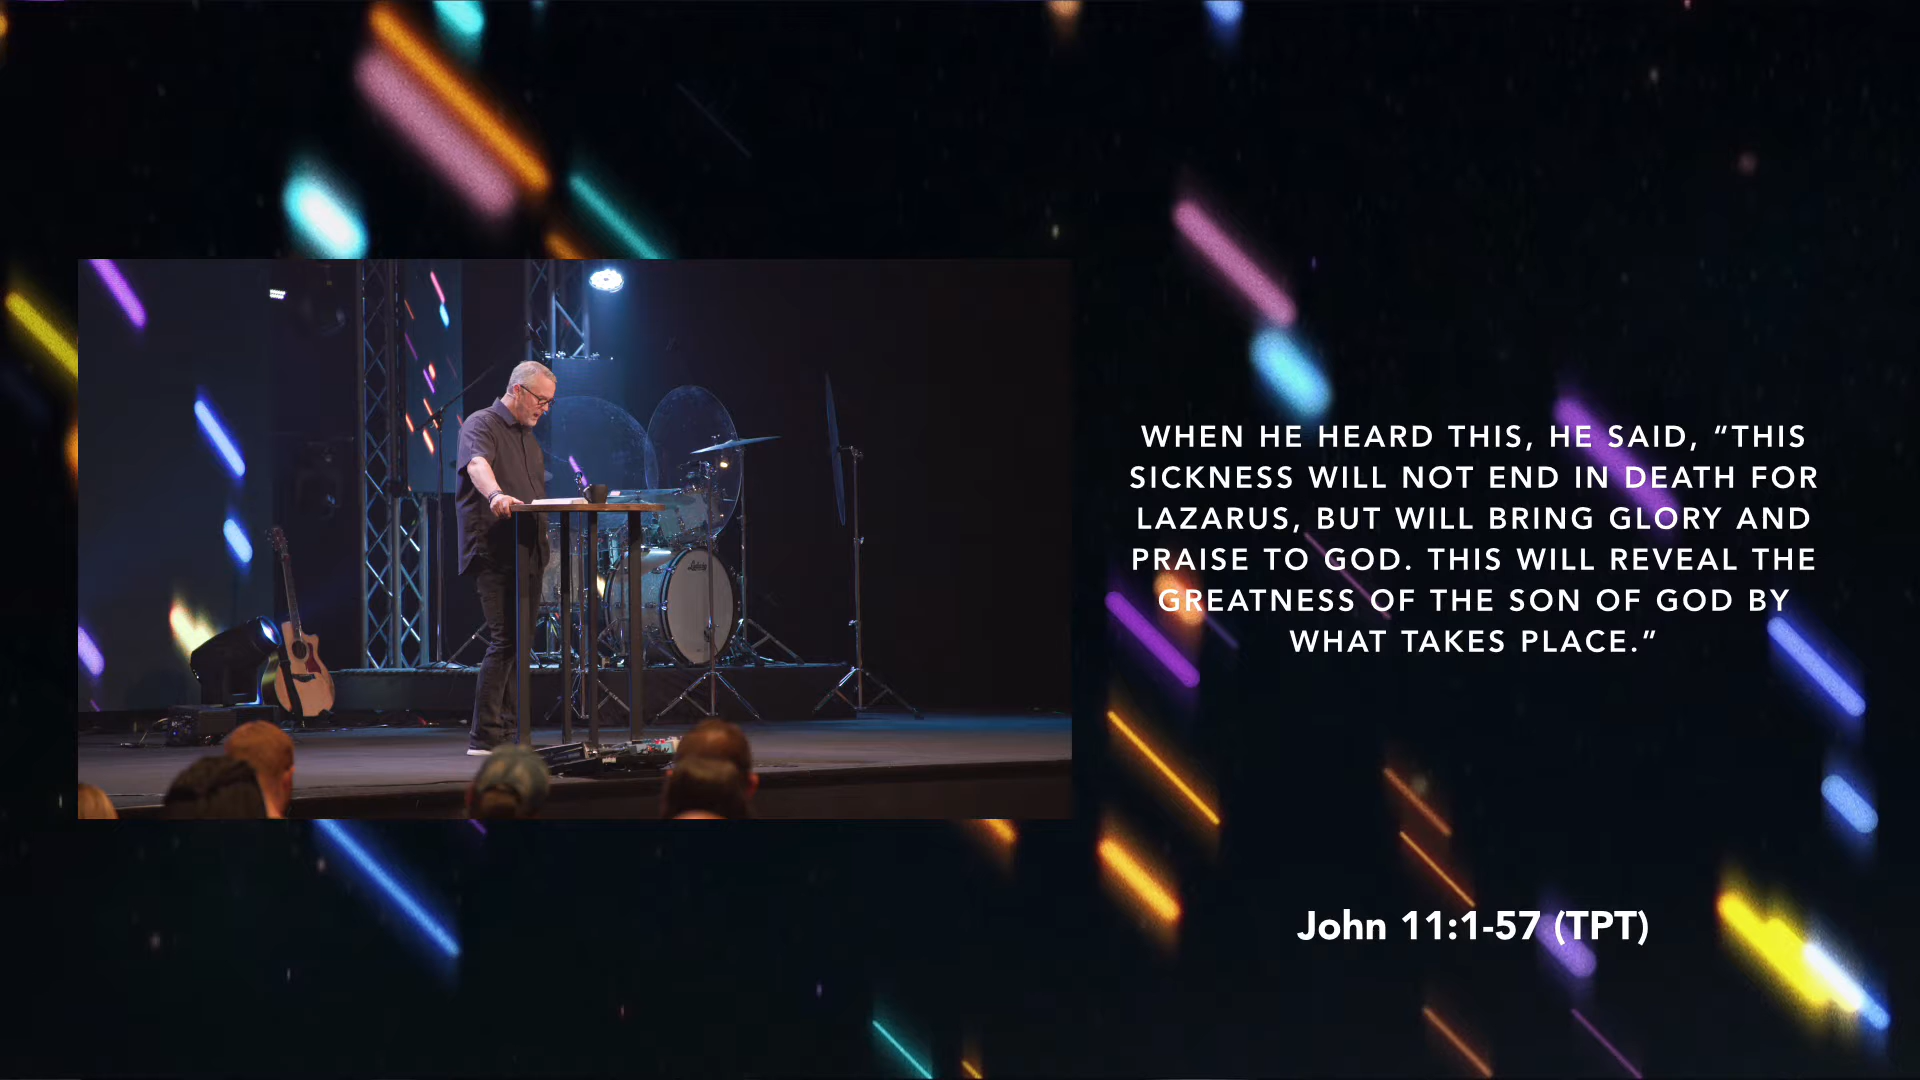 WHEN HE HEARD THIS, HE SAID, “THIS
SICKNESS WILL NOT END IN DEATH FOR
LAZARUS, BUT WILL BRING GLORY AND
PRAISE TO GOD. THIS WILL REVEAL THE
GREATNESS OF THE SON OF GOD BY
WHAT TAKES PLACE.”
John 11:1-57 (TPT)
Ludwig